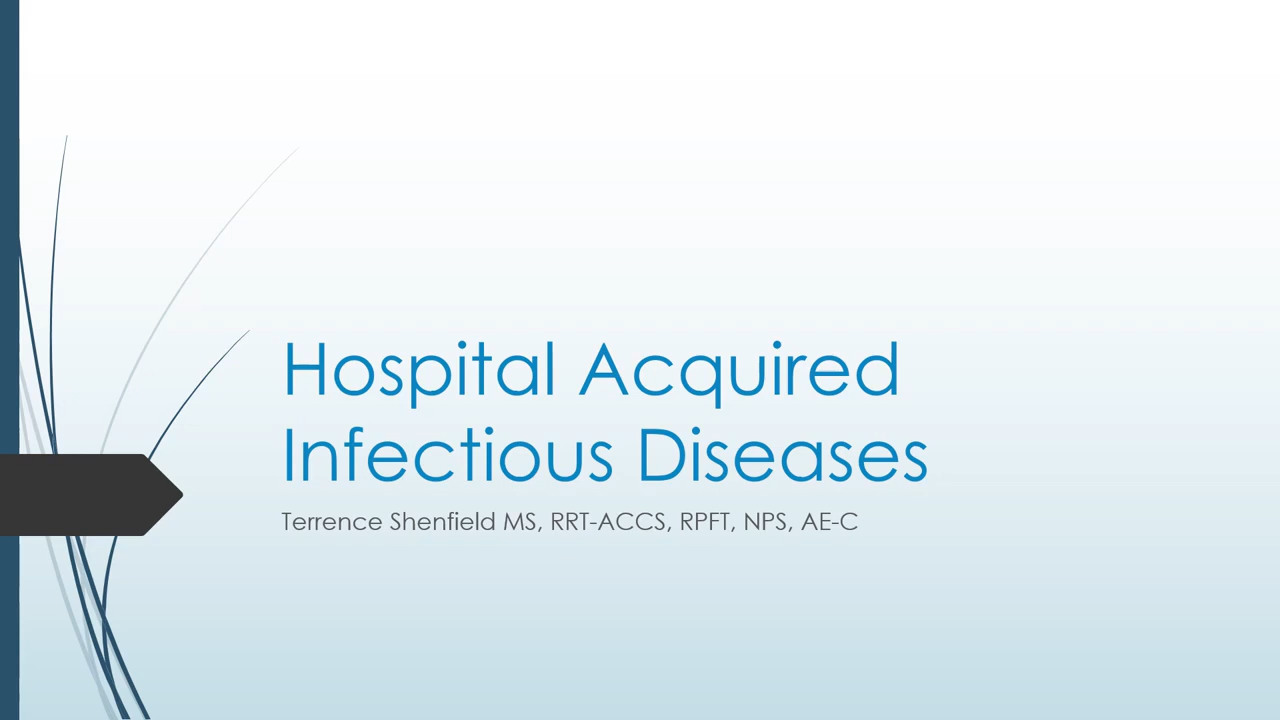 Hospital Acquired
Infectious Diseases
Terrence Shenfield MS, RRT-ACCS, RPFT, NPS, AE-C